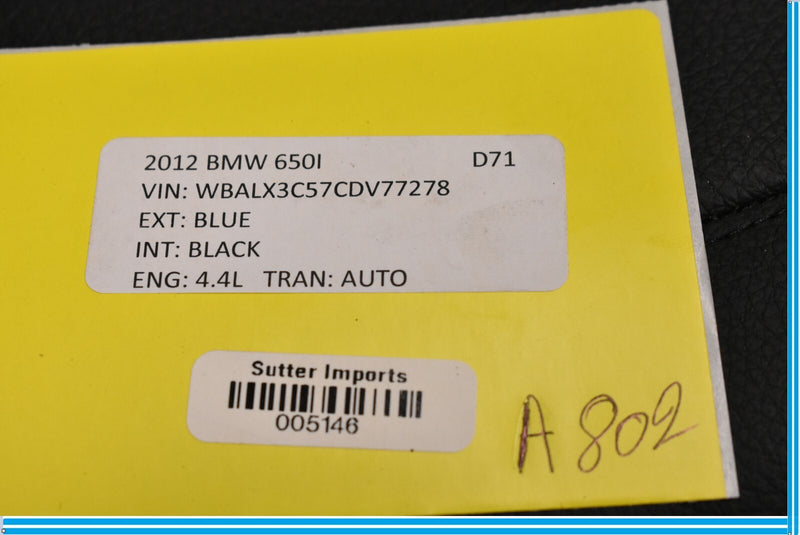 2012 BMW 650I D71
VIN: WBALX3C57CDV77278
EXT: BLUE
INT: BLACK
ENG: 4.4L TRAN: AUTO
Sutter Imports
005146
A 802